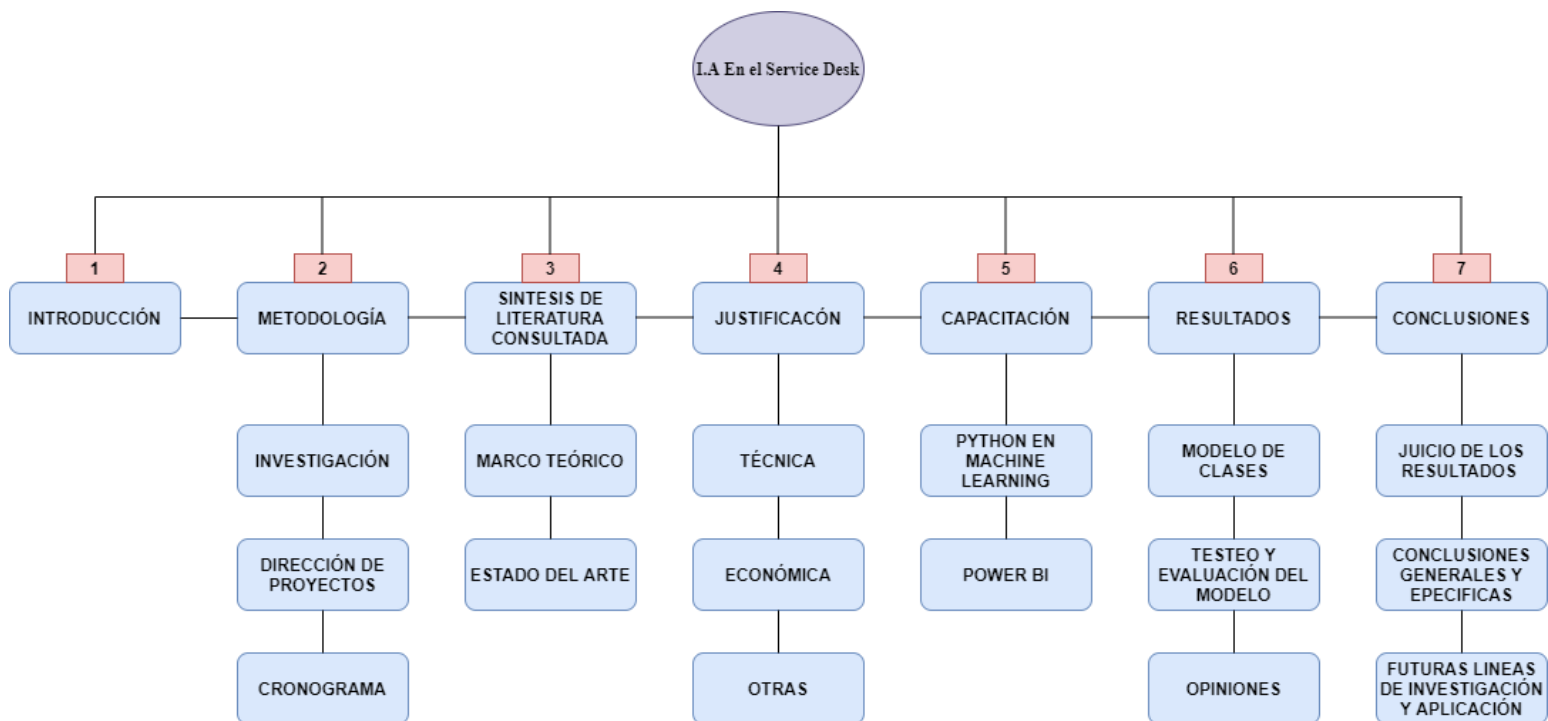 I.A En el Service Desk
1
2
3
4
5
6
7
INTRODUCCIÓN
METODOLOGÍA
SINTESIS DE
LITERATURA
CONSULTADA
JUSTIFICACÓN
CAPACITACIÓN
RESULTADOS
CONCLUSIONES
INVESTIGACIÓN
MARCO TEÓRICO
TÉCNICA
PYTHON EN
MACHINE
LEARNING
MODELO DE
CLASES
JUICIO DE LOS
RESULTADOS
DIRECCIÓN DE
PROYECTOS
ESTADO DEL ARTE
ECONÓMICA
POWER BI
TESTEO Y
EVALUACIÓN DEL
MODELO
CONCLUSIONES
GENERALES Y
EPECIFICAS
CRONOGRAMA
OTRAS
OPINIONES
FUTURAS LINEAS
DE INVESTIGACIÓN
Y APLICACIÓN